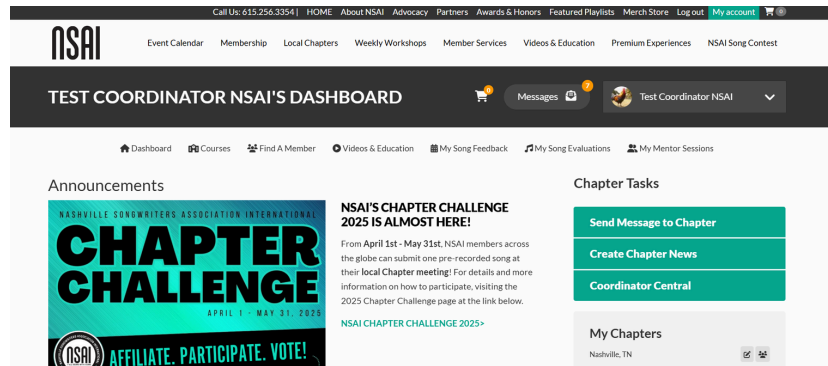 Call Us: 615.256.3354 | HOME About NSAI Advocacy Partners Awards & Honors Featured Playlists Merch Store Log out My account 0
NSAI Event Calendar Membership Local Chapters Weekly Workshops Member Services Videos & Education Premium Experiences NSAI Song Contest
TEST COORDINATOR NSAI'S DASHBOARD 0 Messages 7 Test Coordinator NSAI
Dashboard Courses Find A Member Videos & Education My Song Feedback My Song Evaluations My Mentor Sessions
Announcements
NASHVILLE SONGWRITERS ASSOCIATION INTERNATIONAL
CHAPTER
CHALLENGE
APRIL 1 - MAY 31, 2025
NSAI
AFFILIATE. PARTICIPATE. VOTE!
NSAI'S CHAPTER CHALLENGE
2025 IS ALMOST HERE!
From April 1st - May 31st, NSAI members across
the globe can submit one pre-recorded song at
their local Chapter meeting! For details and more
information on how to participate, visiting the
2025 Chapter Challenge page at the link below.
NSAI CHAPTER CHALLENGE 2025>
Chapter Tasks
Send Message to Chapter
Create Chapter News
Coordinator Central
My Chapters
Nashville, TN